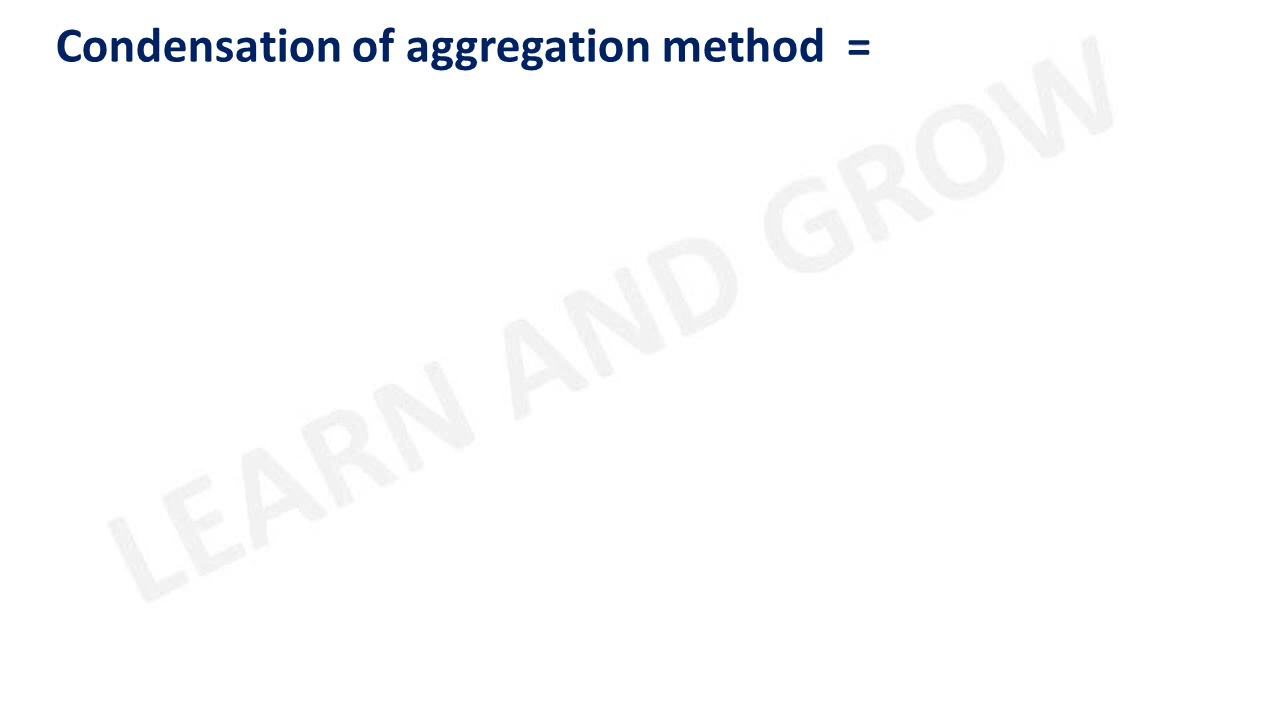 Condensation of aggregation method =
LEARN AND GROW